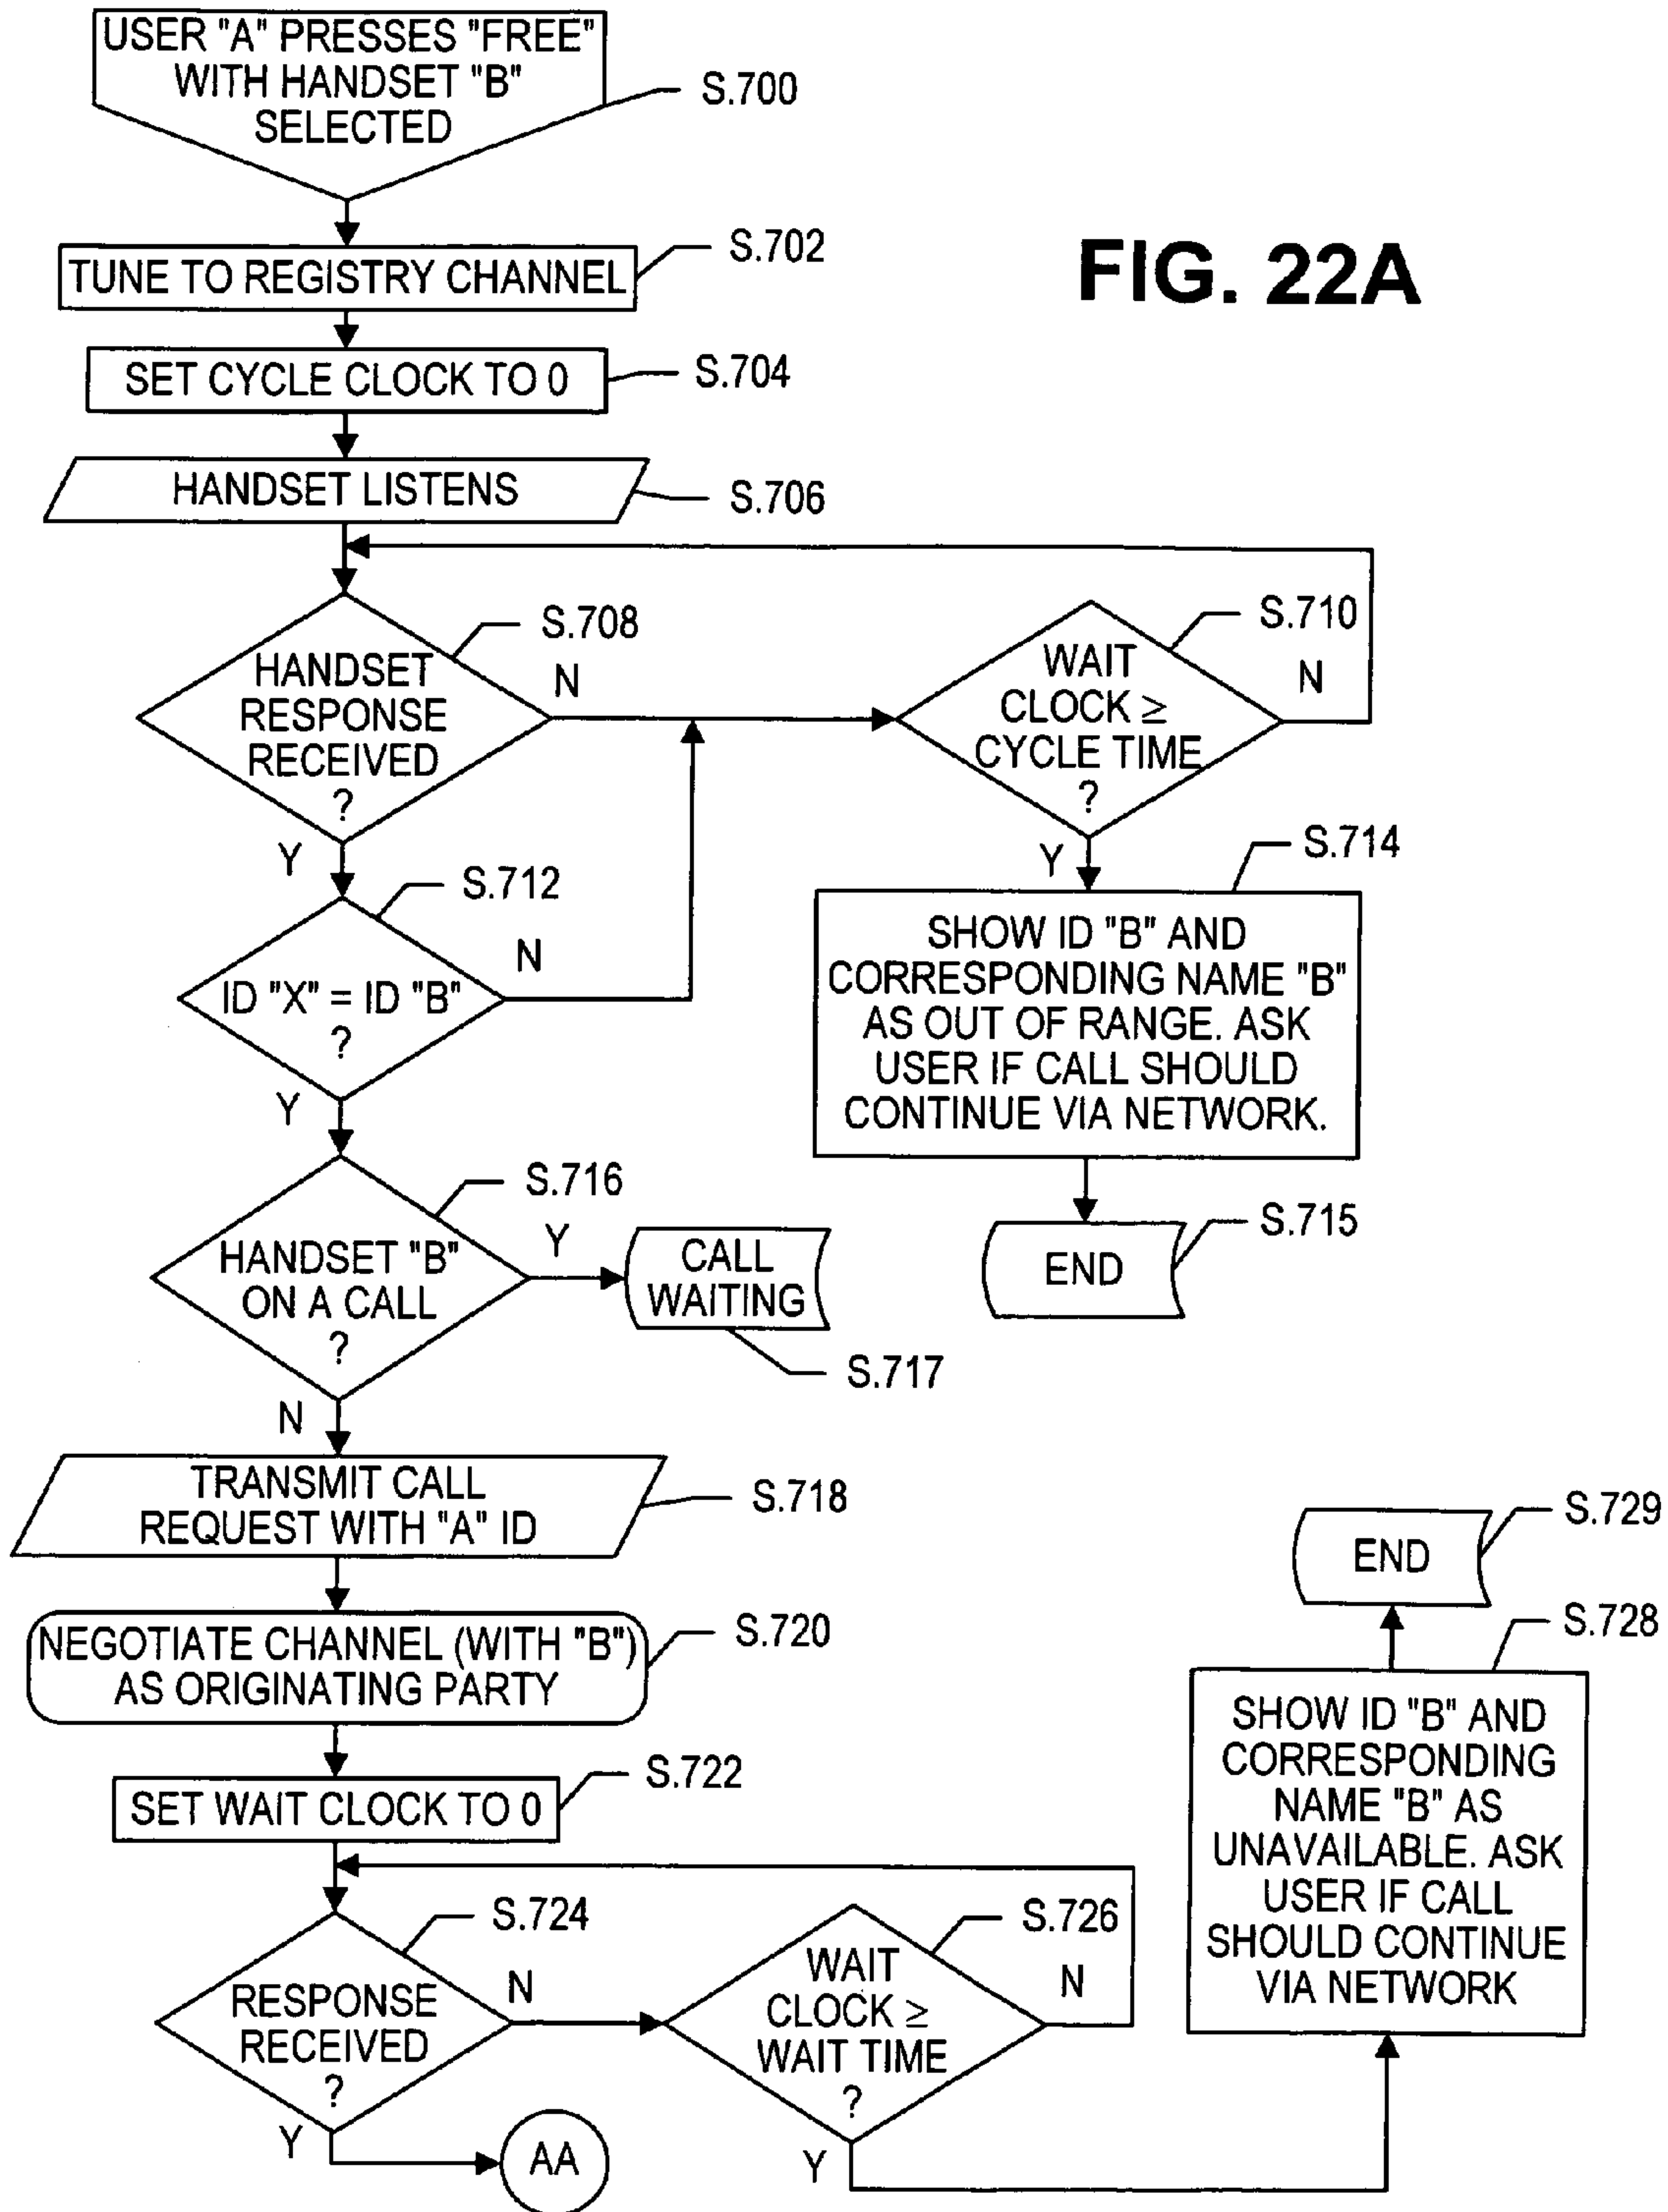 USER "A" PRESSES "FREE"
WITH HANDSET "B"
SELECTED
S.700
FIG. 22A
TUNE TO REGISTRY CHANNEL
S.702
SET CYCLE CLOCK TO 0
S.704
HANDSET LISTENS
S.706
HANDSET
RESPONSE
RECEIVED
?
S.708
N
Y
WAIT
CLOCK ≥
CYCLE TIME
?
S.710
N
Y
ID "X" = ID "B"
?
S.712
N
Y
SHOW ID "B" AND
CORRESPONDING NAME "B"
AS OUT OF RANGE. ASK
USER IF CALL SHOULD
CONTINUE VIA NETWORK.
S.714
END
S.715
HANDSET "B"
ON A CALL
?
S.716
Y
N
CALL
WAITING
S.717
TRANSMIT CALL
REQUEST WITH "A" ID
S.718
NEGOTIATE CHANNEL (WITH "B")
AS ORIGINATING PARTY
S.720
SET WAIT CLOCK TO 0
S.722
RESPONSE
RECEIVED
?
S.724
N
Y
AA
WAIT
CLOCK ≥
WAIT TIME
?
S.726
N
Y
SHOW ID "B" AND
CORRESPONDING
NAME "B" AS
UNAVAILABLE. ASK
USER IF CALL
SHOULD CONTINUE
VIA NETWORK
S.728
END
S.729